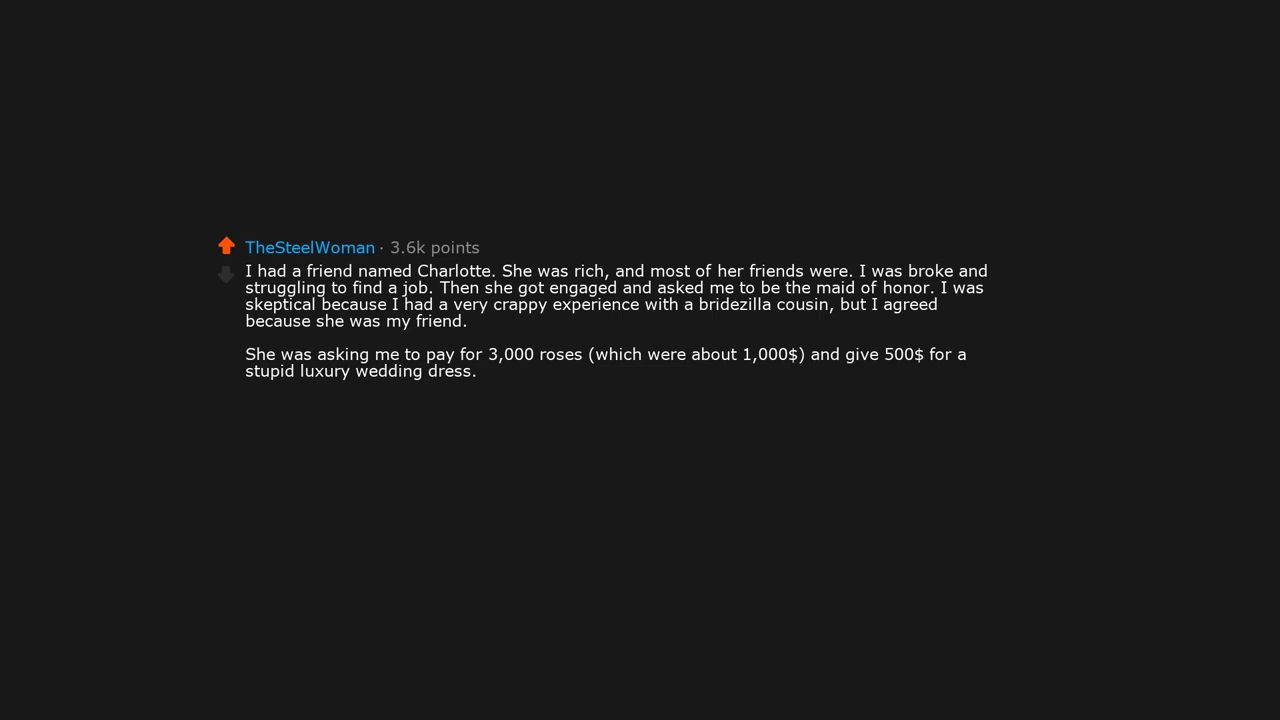 TheSteelWoman · 3.6k points
I had a friend named Charlotte. She was rich, and most of her friends were. I was broke and
struggling to find a job. Then she got engaged and asked me to be the maid of honor. I was
skeptical because I had a very crappy experience with a bridezilla cousin, but I agreed
because she was my friend.
She was asking me to pay for 3,000 roses (which were about 1,000$) and give 500$ for a
stupid luxury wedding dress.